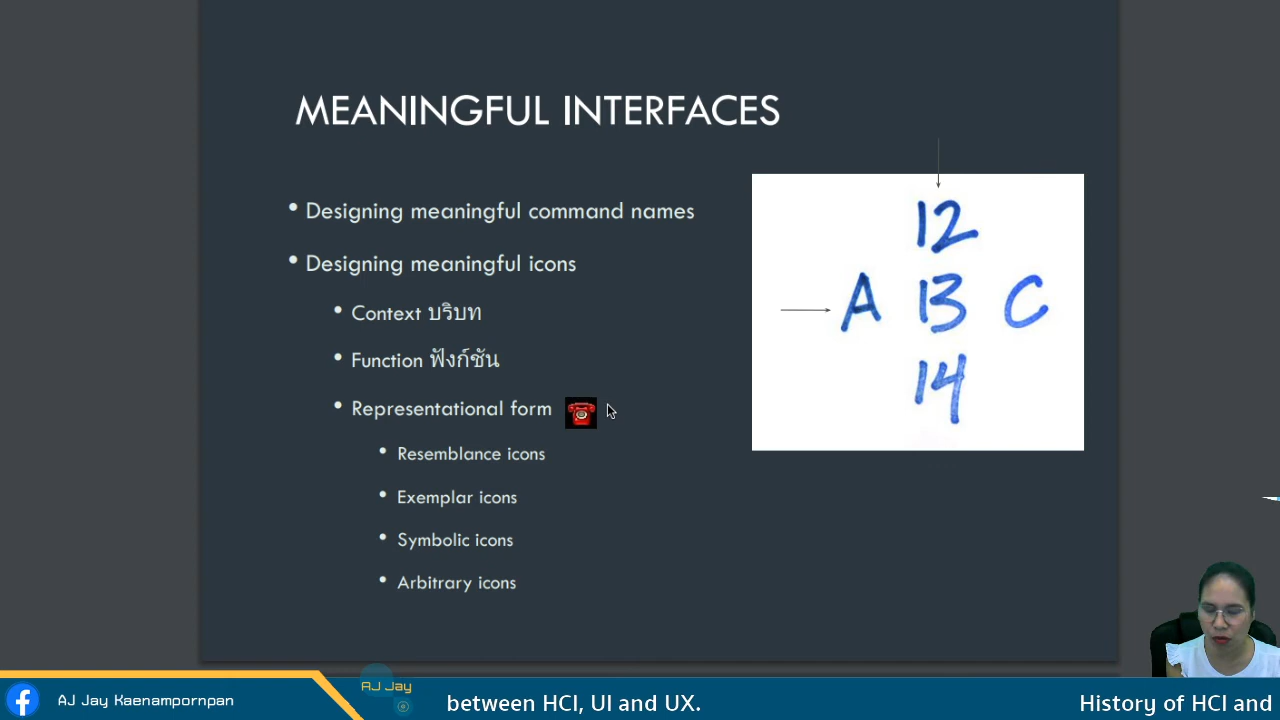 MEANINGFUL INTERFACES
• Designing meaningful command names
• Designing meaningful icons
• Context บริบท
• Function ฟังก์ชัน
• Representational form
• Resemblance icons
• Exemplar icons
• Symbolic icons
• Arbitrary icons
12
A 13 C
14
AJ Jay Kaenampornpan
AJ Jay
between HCI, UI and UX.
History of HCI and